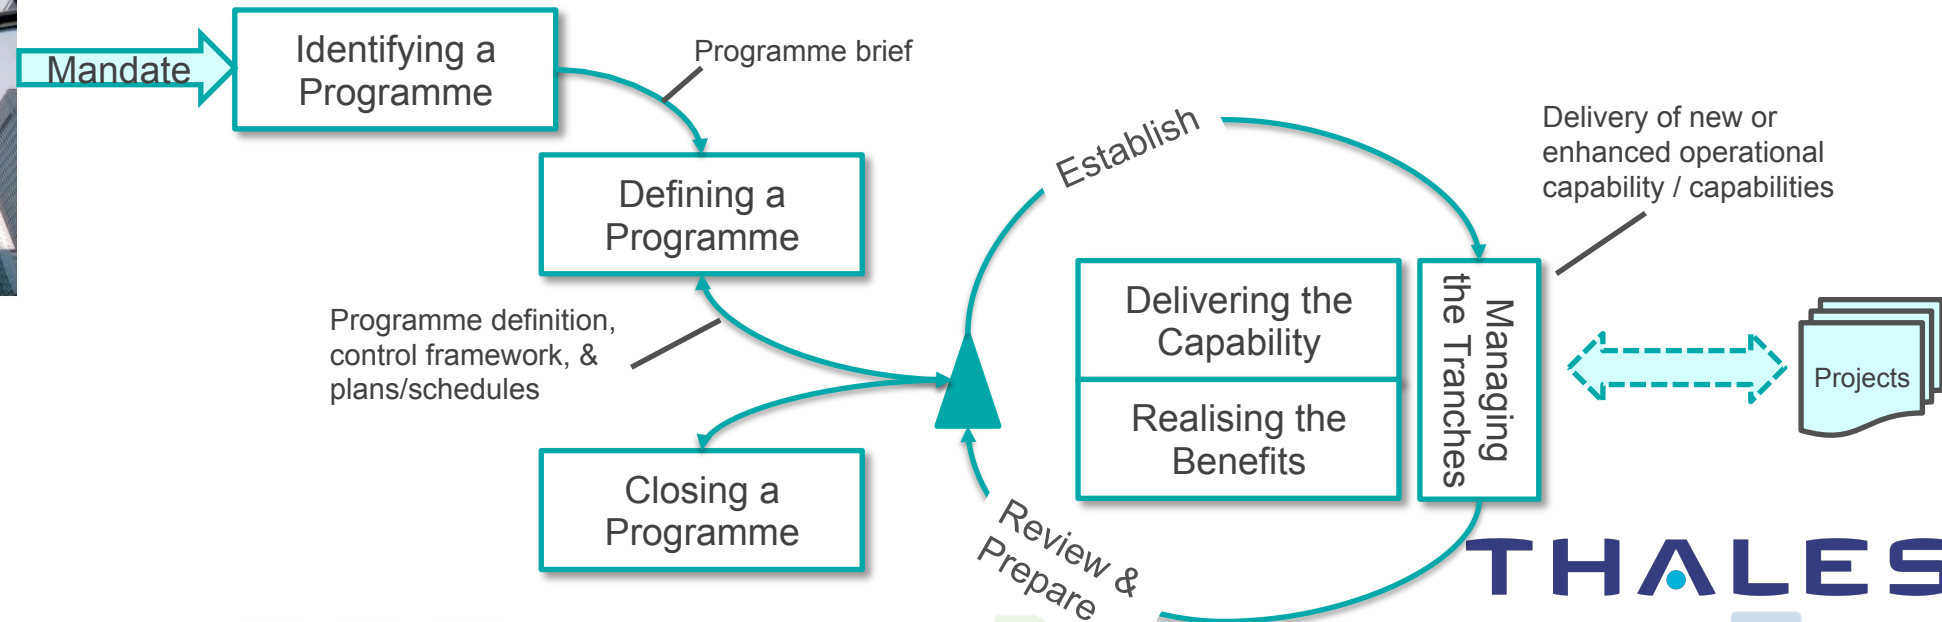 Mandate
Identifying a
Programme
Programme brief
Defining a
Programme
Establish
Delivery of new or
enhanced operational
capability / capabilities
Programme definition,
control framework, &
plans/schedules
Delivering the
Capability
Realising the
Benefits
Managing
the Tranches
Projects
Closing a
Programme
Review &
Prepare
THALES